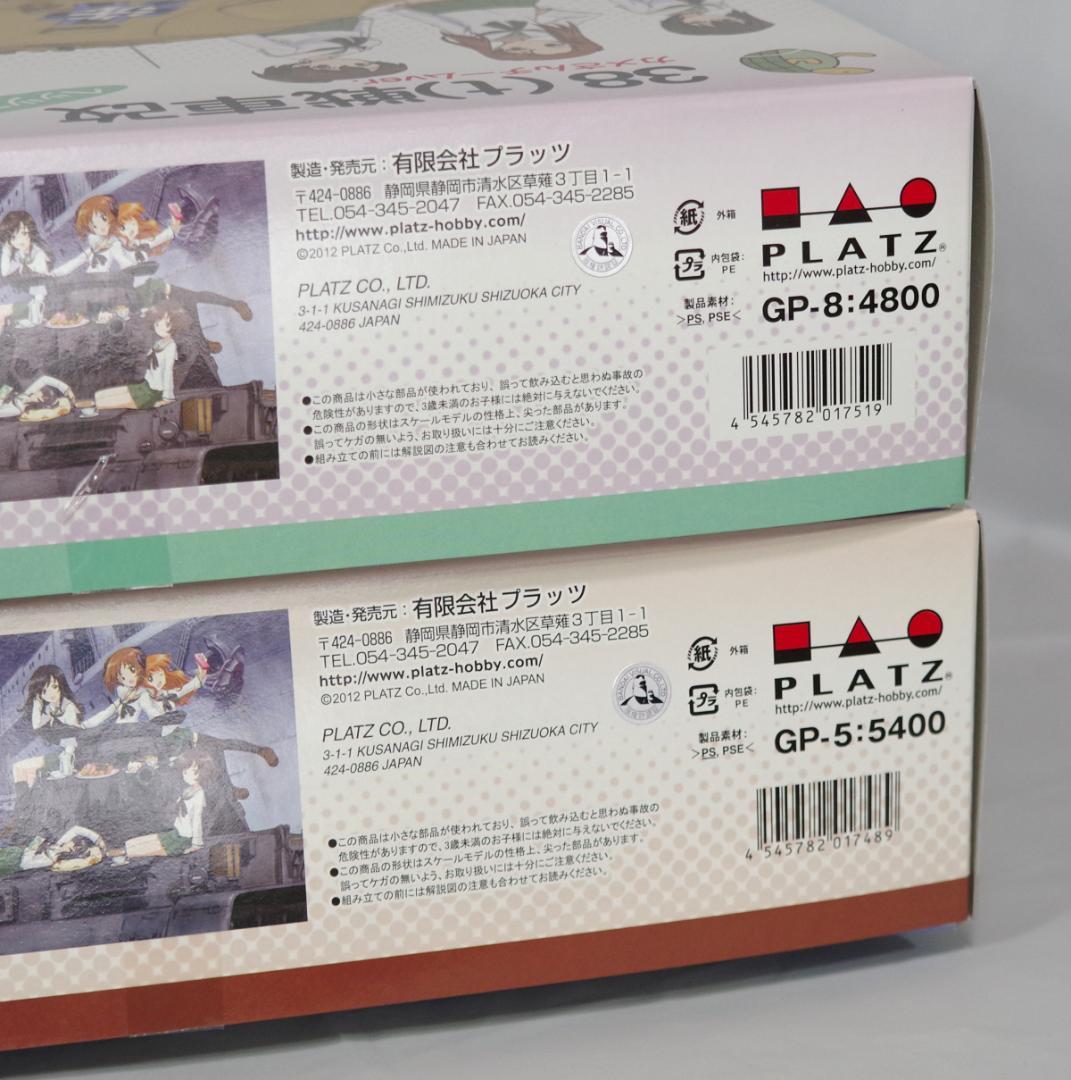 38(t)戦車改
カメさんチームver.
製造・発売元:有限会社プラッツ
〒424-0886 静岡県静岡市清水区草薙3丁目1-1
TEL.054-345-2047 FAX.054-345-2285
http://www.platz-hobby.com/
©2012 PLATZ Co.,Ltd. MADE IN JAPAN
PLATZ CO., LTD.
3-1-1 KUSANAGI SHIMIZUKU SHIZUOKA CITY
424-0886 JAPAN
BANDAI VISUAL CO.,LTD.
●この商品は小さな部品が使われており、誤って飲み込むと思わぬ事故の
危険性がありますので、3歳未満のお子様には絶対に与えないでください。
●この商品の形状はスケールモデルの性格上、尖った部品があります。
誤ってケガの無いよう、お取り扱いには十分にご注意ください。
●組み立ての前には解説図の注意も合わせてお読みください。
紙 外箱
プラ 内包袋:
PE
製品素材:
>PS, PSE<
PLATZ®
http://www.platz-hobby.com/
GP-8:4800
4 545782 017519
製造・発売元:有限会社プラッツ
〒424-0886 静岡県静岡市清水区草薙3丁目1-1
TEL.054-345-2047 FAX.054-345-2285
http://www.platz-hobby.com/
©2012 PLATZ Co.,Ltd. MADE IN JAPAN
PLATZ CO., LTD.
3-1-1 KUSANAGI SHIMIZUKU SHIZUOKA CITY
424-0886 JAPAN
BANDAI VISUAL CO.,LTD.
●この商品は小さな部品が使われており、誤って飲み込むと思わぬ事故の
危険性がありますので、3歳未満のお子様には絶対に与えないでください。
●この商品の形状はスケールモデルの性格上、尖った部品があります。
誤ってケガの無いよう、お取り扱いには十分にご注意ください。
●組み立ての前には解説図の注意も合わせてお読みください。
紙 外箱
プラ 内包袋:
PE
製品素材:
>PS, PSE<
PLATZ®
http://www.platz-hobby.com/
GP-5:5400
4 545782 017489